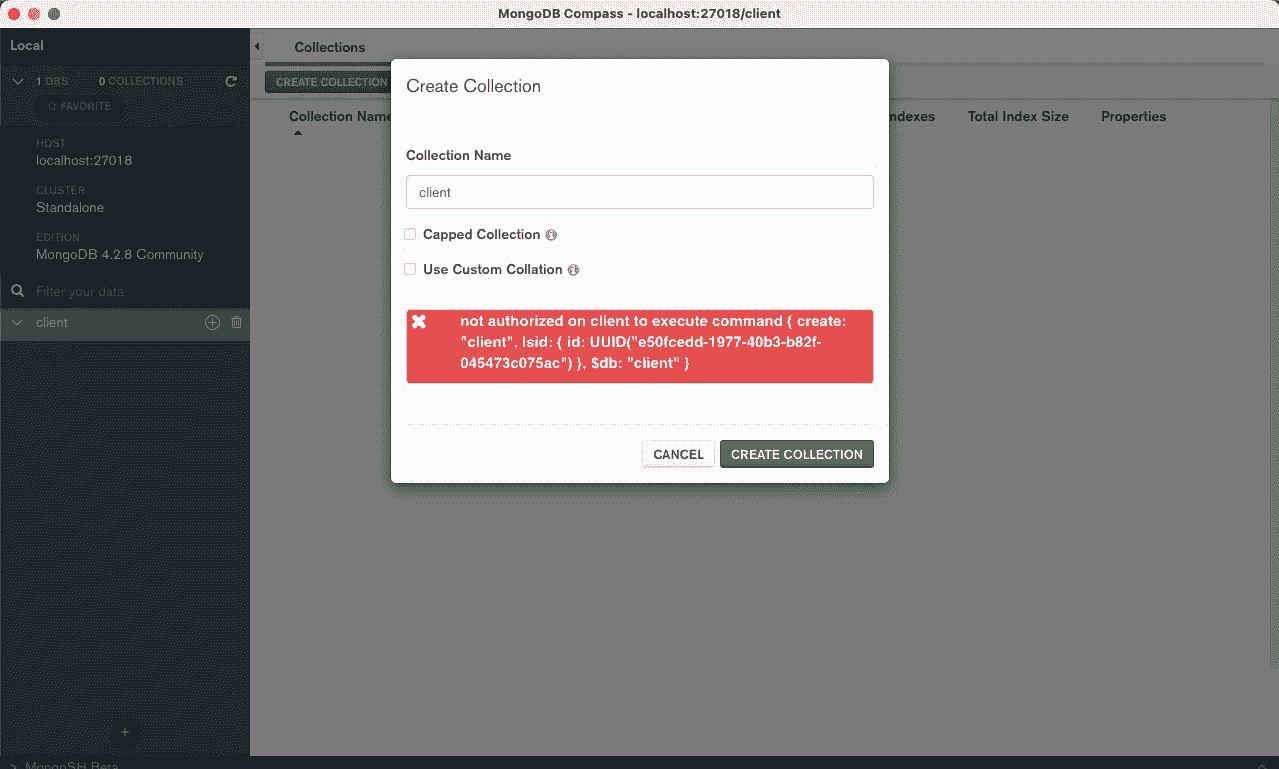 MongoDB Compass - localhost:27018/client
Local
1 DBS 0 COLLECTIONS
FAVORITE
HOST
localhost:27018
CLUSTER
Standalone
EDITION
MongoDB 4.2.8 Community
Filter your data
client
Collections
CREATE COLLECTION
Collection Name
ndexes
Total Index Size
Properties
Create Collection
Collection Name
client
Capped Collection
Use Custom Collation
not authorized on client to execute command { create:
"client", lsid: { id: UUID("e50fcedd-1977-40b3-b82f-
045473c075ac") }, $db: "client" }
CANCEL
CREATE COLLECTION
+
> MongoSH Beta